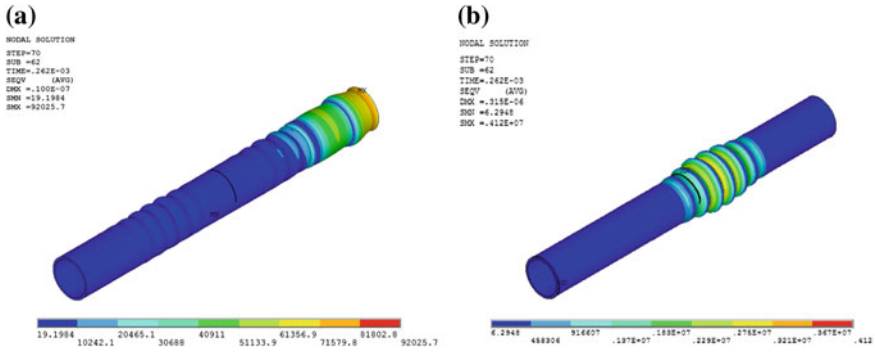 (a)
NODAL SOLUTION
STEP=70
SUB =62
TIME=.262E-03
SEQV (AVG)
DMX =.100E-07
SMN =19.1984
SMX =92025.7
19.1984 20465.1 40911 61356.9 81802.8
10242.1 30688 51133.9 71579.8 92025.7
(b)
NODAL SOLUTION
STEP=70
SUB =62
TIME=.262E-03
SEQV (AVG)
DMX =.315E-06
SMN =6.2948
SMX =.412E+07
6.2948 916607 .183E+07 .275E+07 .367E+07
458306 .137E+07 .229E+07 .321E+07 .412